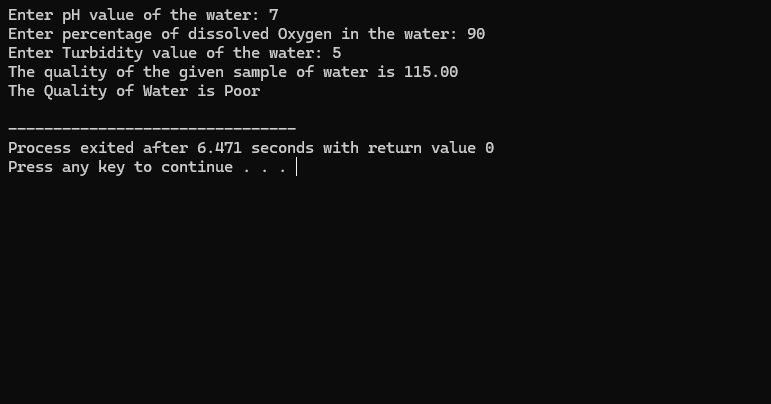 Enter pH value of the water: 7
Enter percentage of dissolved Oxygen in the water: 90
Enter Turbidity value of the water: 5
The quality of the given sample of water is 115.00
The Quality of Water is Poor
--------------------------------
Process exited after 6.471 seconds with return value 0
Press any key to continue . . .